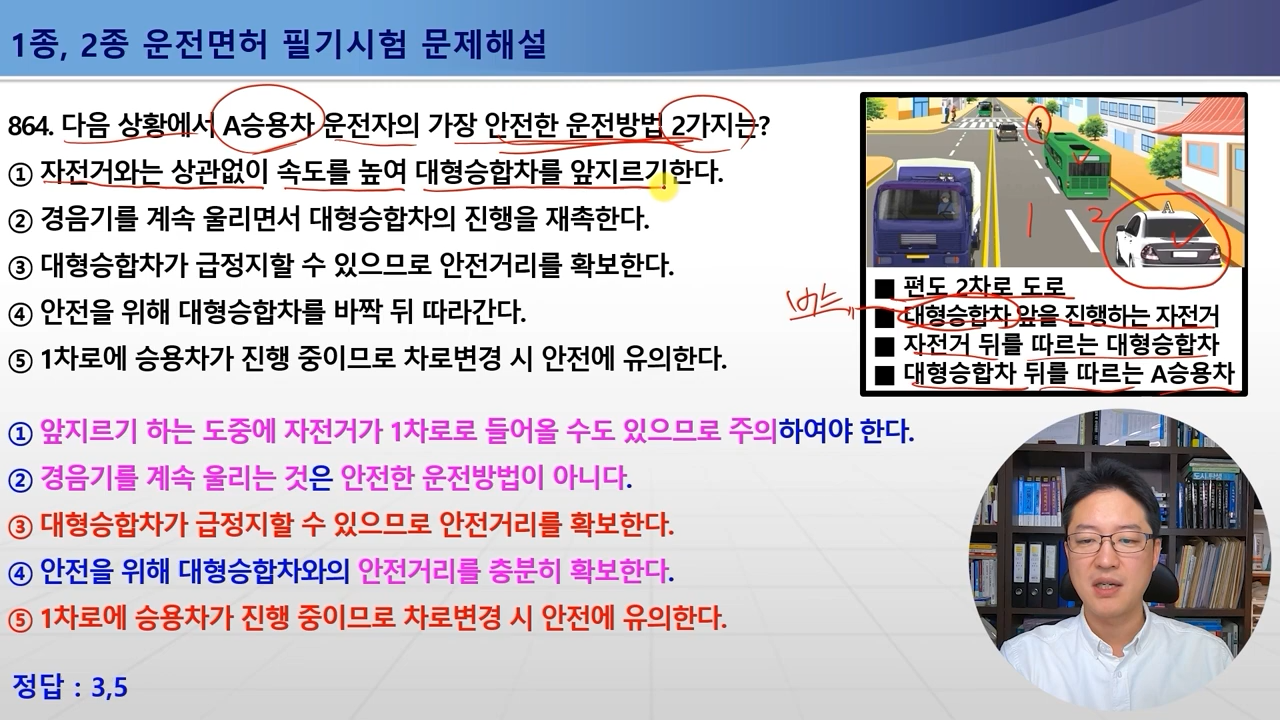 1종, 2종 운전면허 필기시험 문제해설
864. 다음 상황에서 A승용차 운전자의 가장 안전한 운전방법 2가지는?
① 자전거와는 상관없이 속도를 높여 대형승합차를 앞지르기한다.
② 경음기를 계속 울리면서 대형승합차의 진행을 재촉한다.
③ 대형승합차가 급정지할 수 있으므로 안전거리를 확보한다.
④ 안전을 위해 대형승합차를 바짝 뒤 따라간다.
⑤ 1차로에 승용차가 진행 중이므로 차로변경 시 안전에 유의한다.
A
1 2
버스
■ 편도 2차로 도로
■ 대형승합차 앞을 진행하는 자전거
■ 자전거 뒤를 따르는 대형승합차
■ 대형승합차 뒤를 따르는 A승용차
① 앞지르기 하는 도중에 자전거가 1차로로 들어올 수도 있으므로 주의하여야 한다.
② 경음기를 계속 울리는 것은 안전한 운전방법이 아니다.
③ 대형승합차가 급정지할 수 있으므로 안전거리를 확보한다.
④ 안전을 위해 대형승합차와의 안전거리를 충분히 확보한다.
⑤ 1차로에 승용차가 진행 중이므로 차로변경 시 안전에 유의한다.
정답 : 3,5